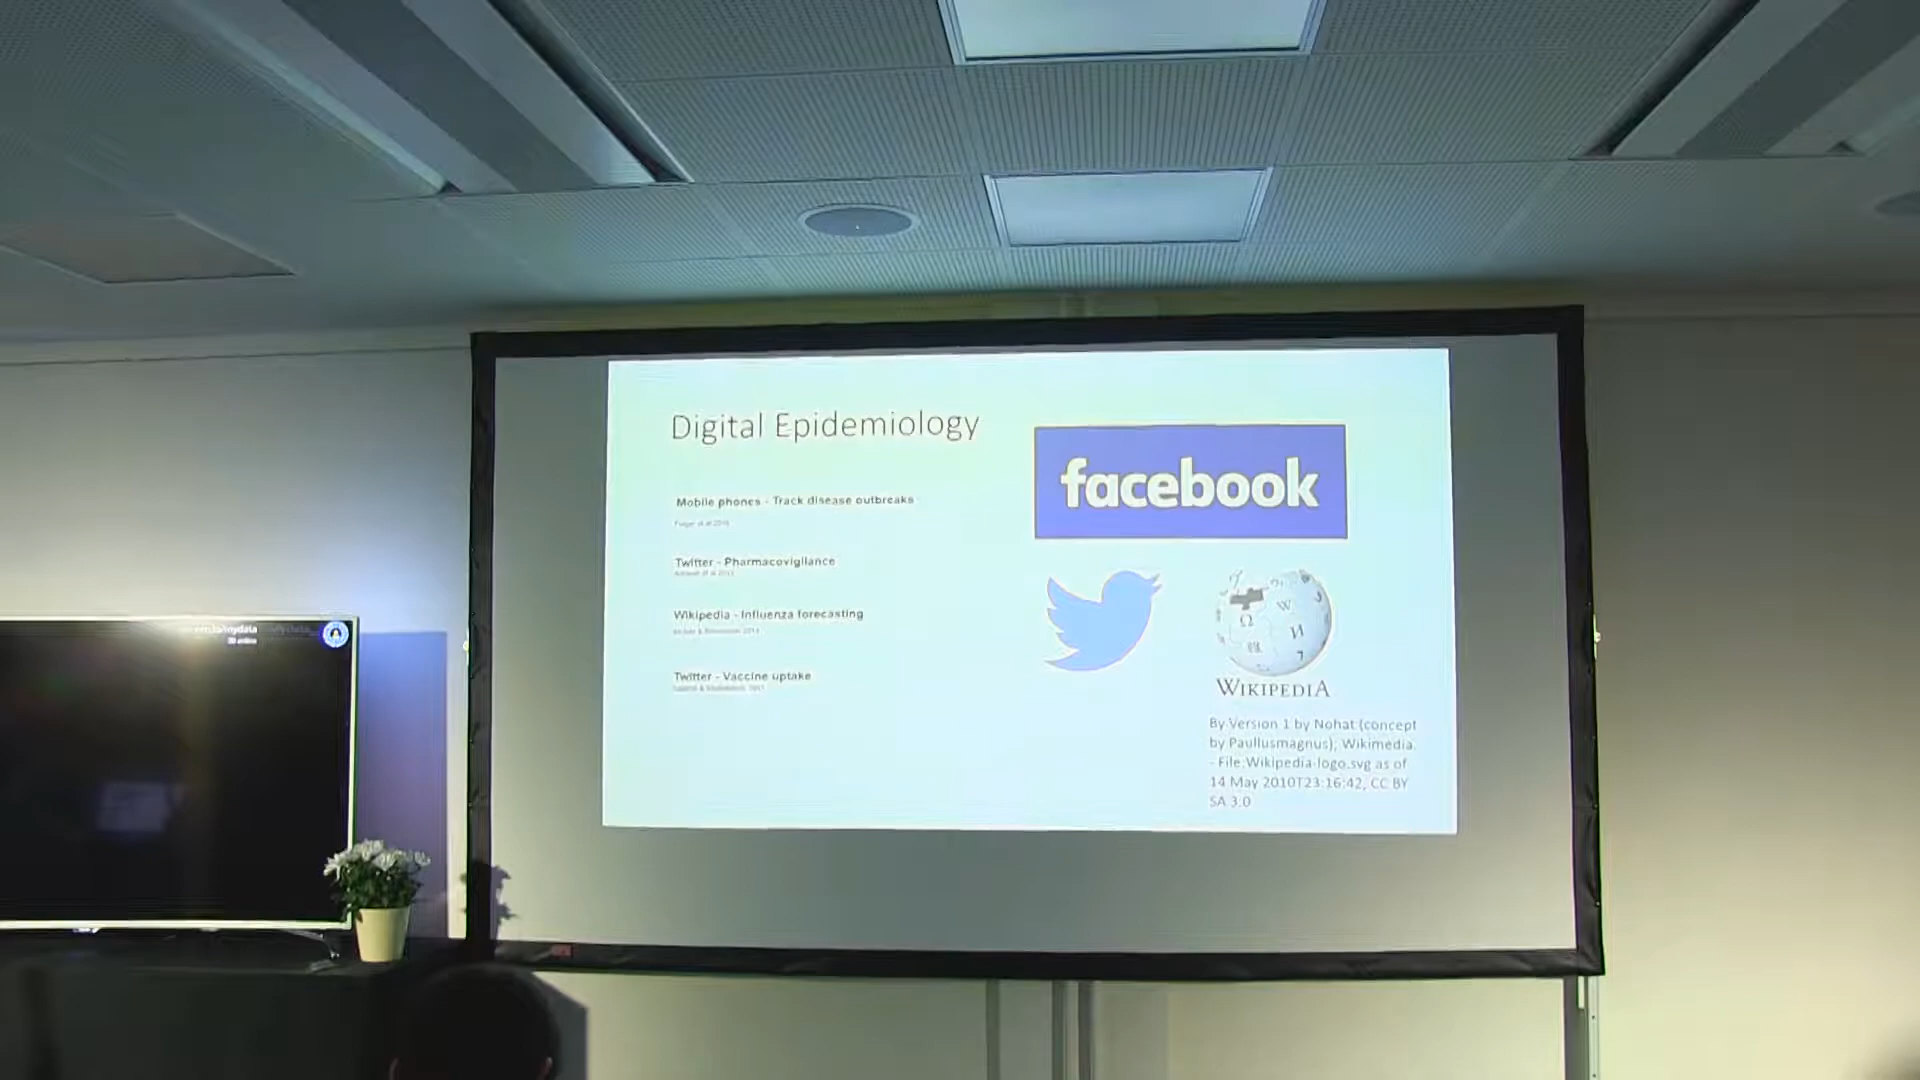 Digital Epidemiology
Mobile phones - Track disease outbreaks
Twitter - Pharmacovigilance
Wikipedia - Influenza forecasting
Twitter - Vaccine uptake
facebook
W
Ω
И
7
WIKIPEDIA
By Version 1 by Nohat (concept
by Paullusmagnus); Wikimedia.
- File:Wikipedia-logo.svg as of
14 May 2010T23:16:42, CC BY
SA 3.0